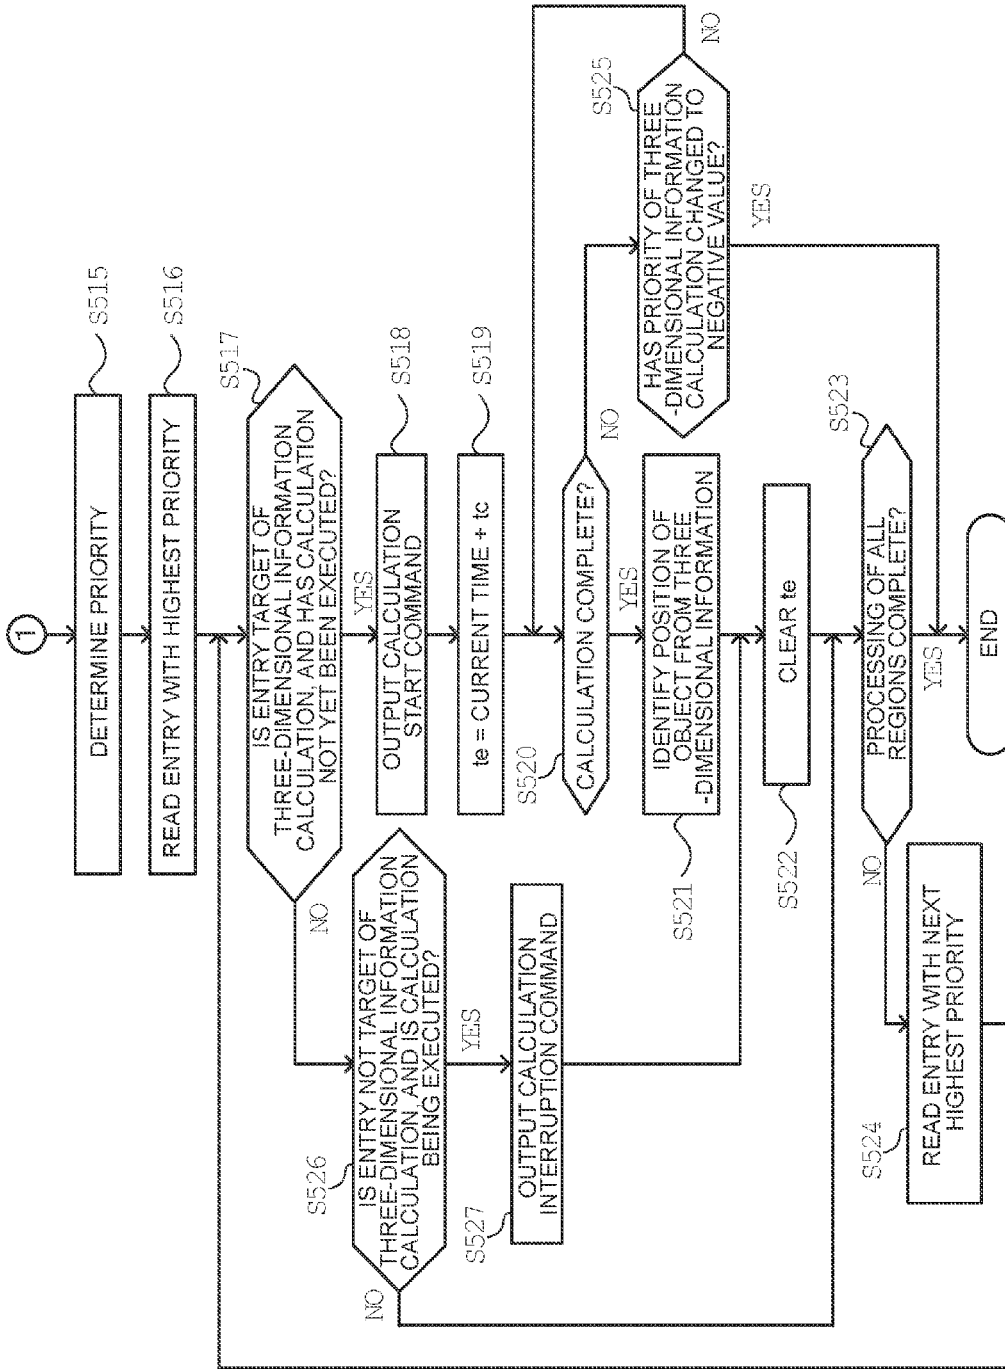 1
DETERMINE PRIORITY
S515
READ ENTRY WITH HIGHEST PRIORITY
S516
IS ENTRY TARGET OF
THREE-DIMENSIONAL INFORMATION
CALCULATION, AND HAS CALCULATION
NOT YET BEEN EXECUTED?
S517
NO
YES
IS ENTRY NOT TARGET OF
THREE-DIMENSIONAL INFORMATION
CALCULATION, AND IS CALCULATION
BEING EXECUTED?
S526
NO
YES
OUTPUT CALCULATION
INTERRUPTION COMMAND
S527
OUTPUT CALCULATION
START COMMAND
S518
te = CURRENT TIME + tc
S519
S520
CALCULATION COMPLETE?
NO
YES
HAS PRIORITY OF THREE
-DIMENSIONAL INFORMATION
CALCULATION CHANGED TO
NEGATIVE VALUE?
S525
NO
YES
IDENTIFY POSITION OF
OBJECT FROM THREE
-DIMENSIONAL INFORMATION
S521
CLEAR te
S522
PROCESSING OF ALL
REGIONS COMPLETE?
S523
NO
YES
READ ENTRY WITH NEXT
HIGHEST PRIORITY
S524
END